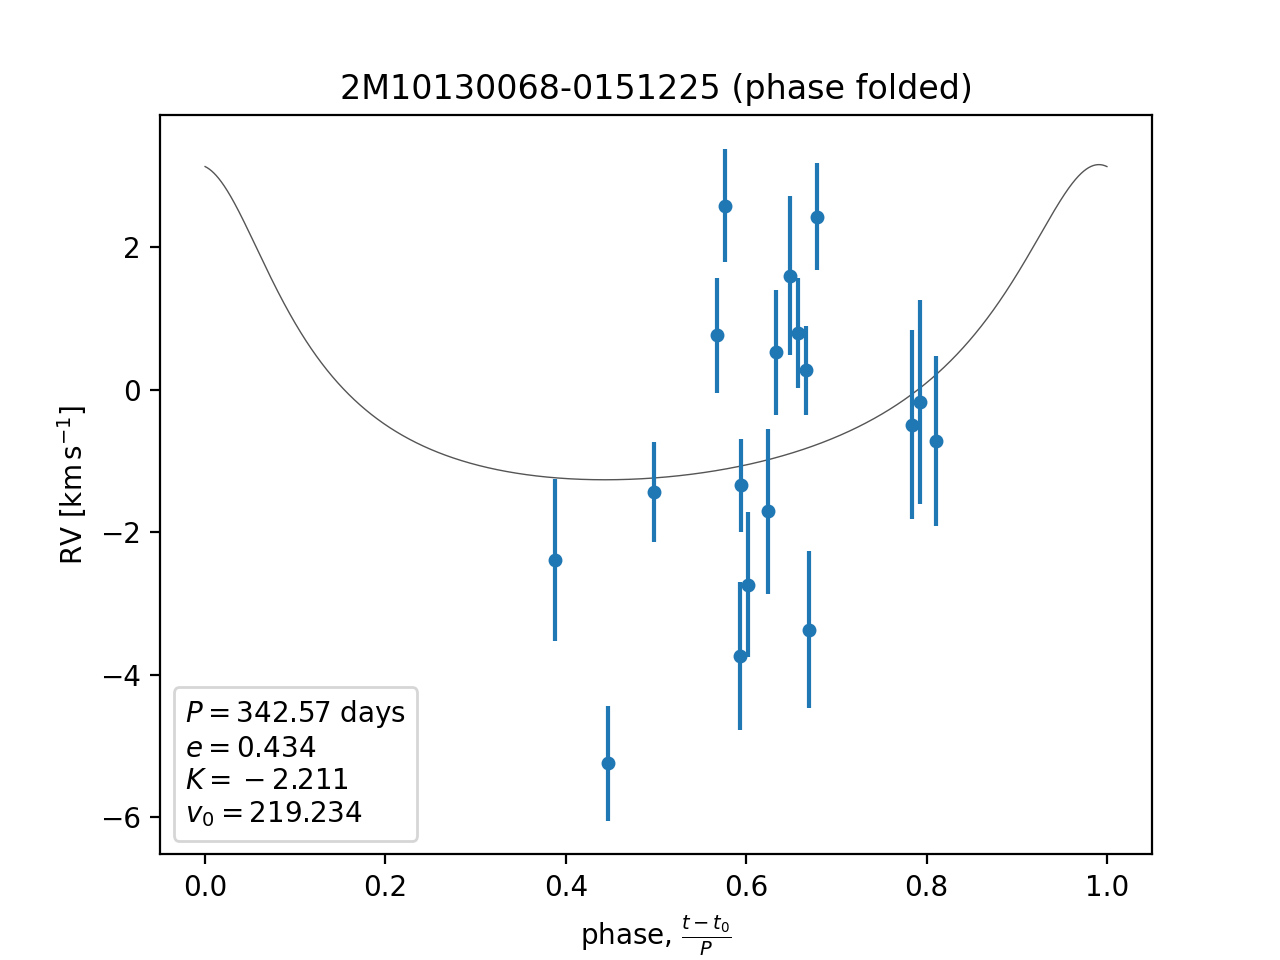 2M10130068-0151225 (phase folded)
RV [km s⁻¹]
2
0
−2
−4
−6
P = 342.57 days
e = 0.434
K = −2.211
v₀ = 219.234
0.0 0.2 0.4 0.6 0.8 1.0
phase, (t − t₀)/P